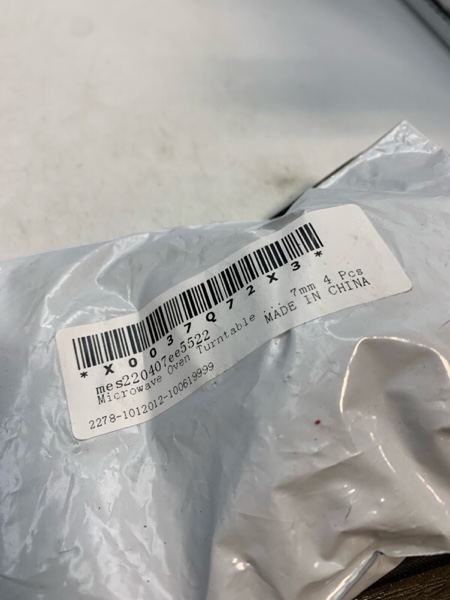 *X0037Q72X3*
mes220407ee5522
Microwave Oven Turntable ... 7mm 4 Pcs
MADE IN CHINA
2278-1012012-100619999